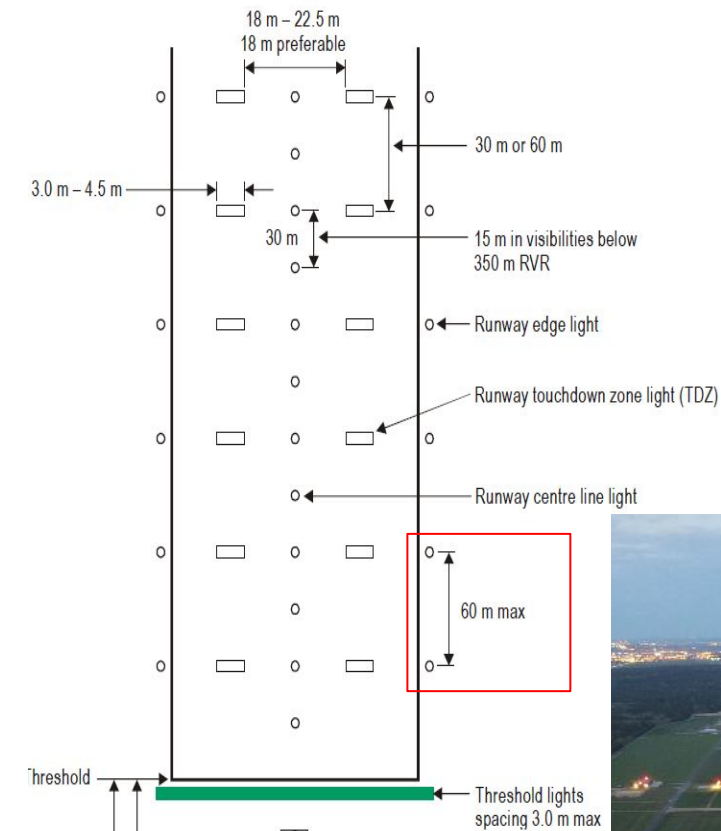 18 m – 22.5 m
18 m preferable
30 m or 60 m
3.0 m – 4.5 m
30 m
15 m in visibilities below
350 m RVR
Runway edge light
Runway touchdown zone light (TDZ)
Runway centre line light
60 m max
hreshold
Threshold lights
spacing 3.0 m max